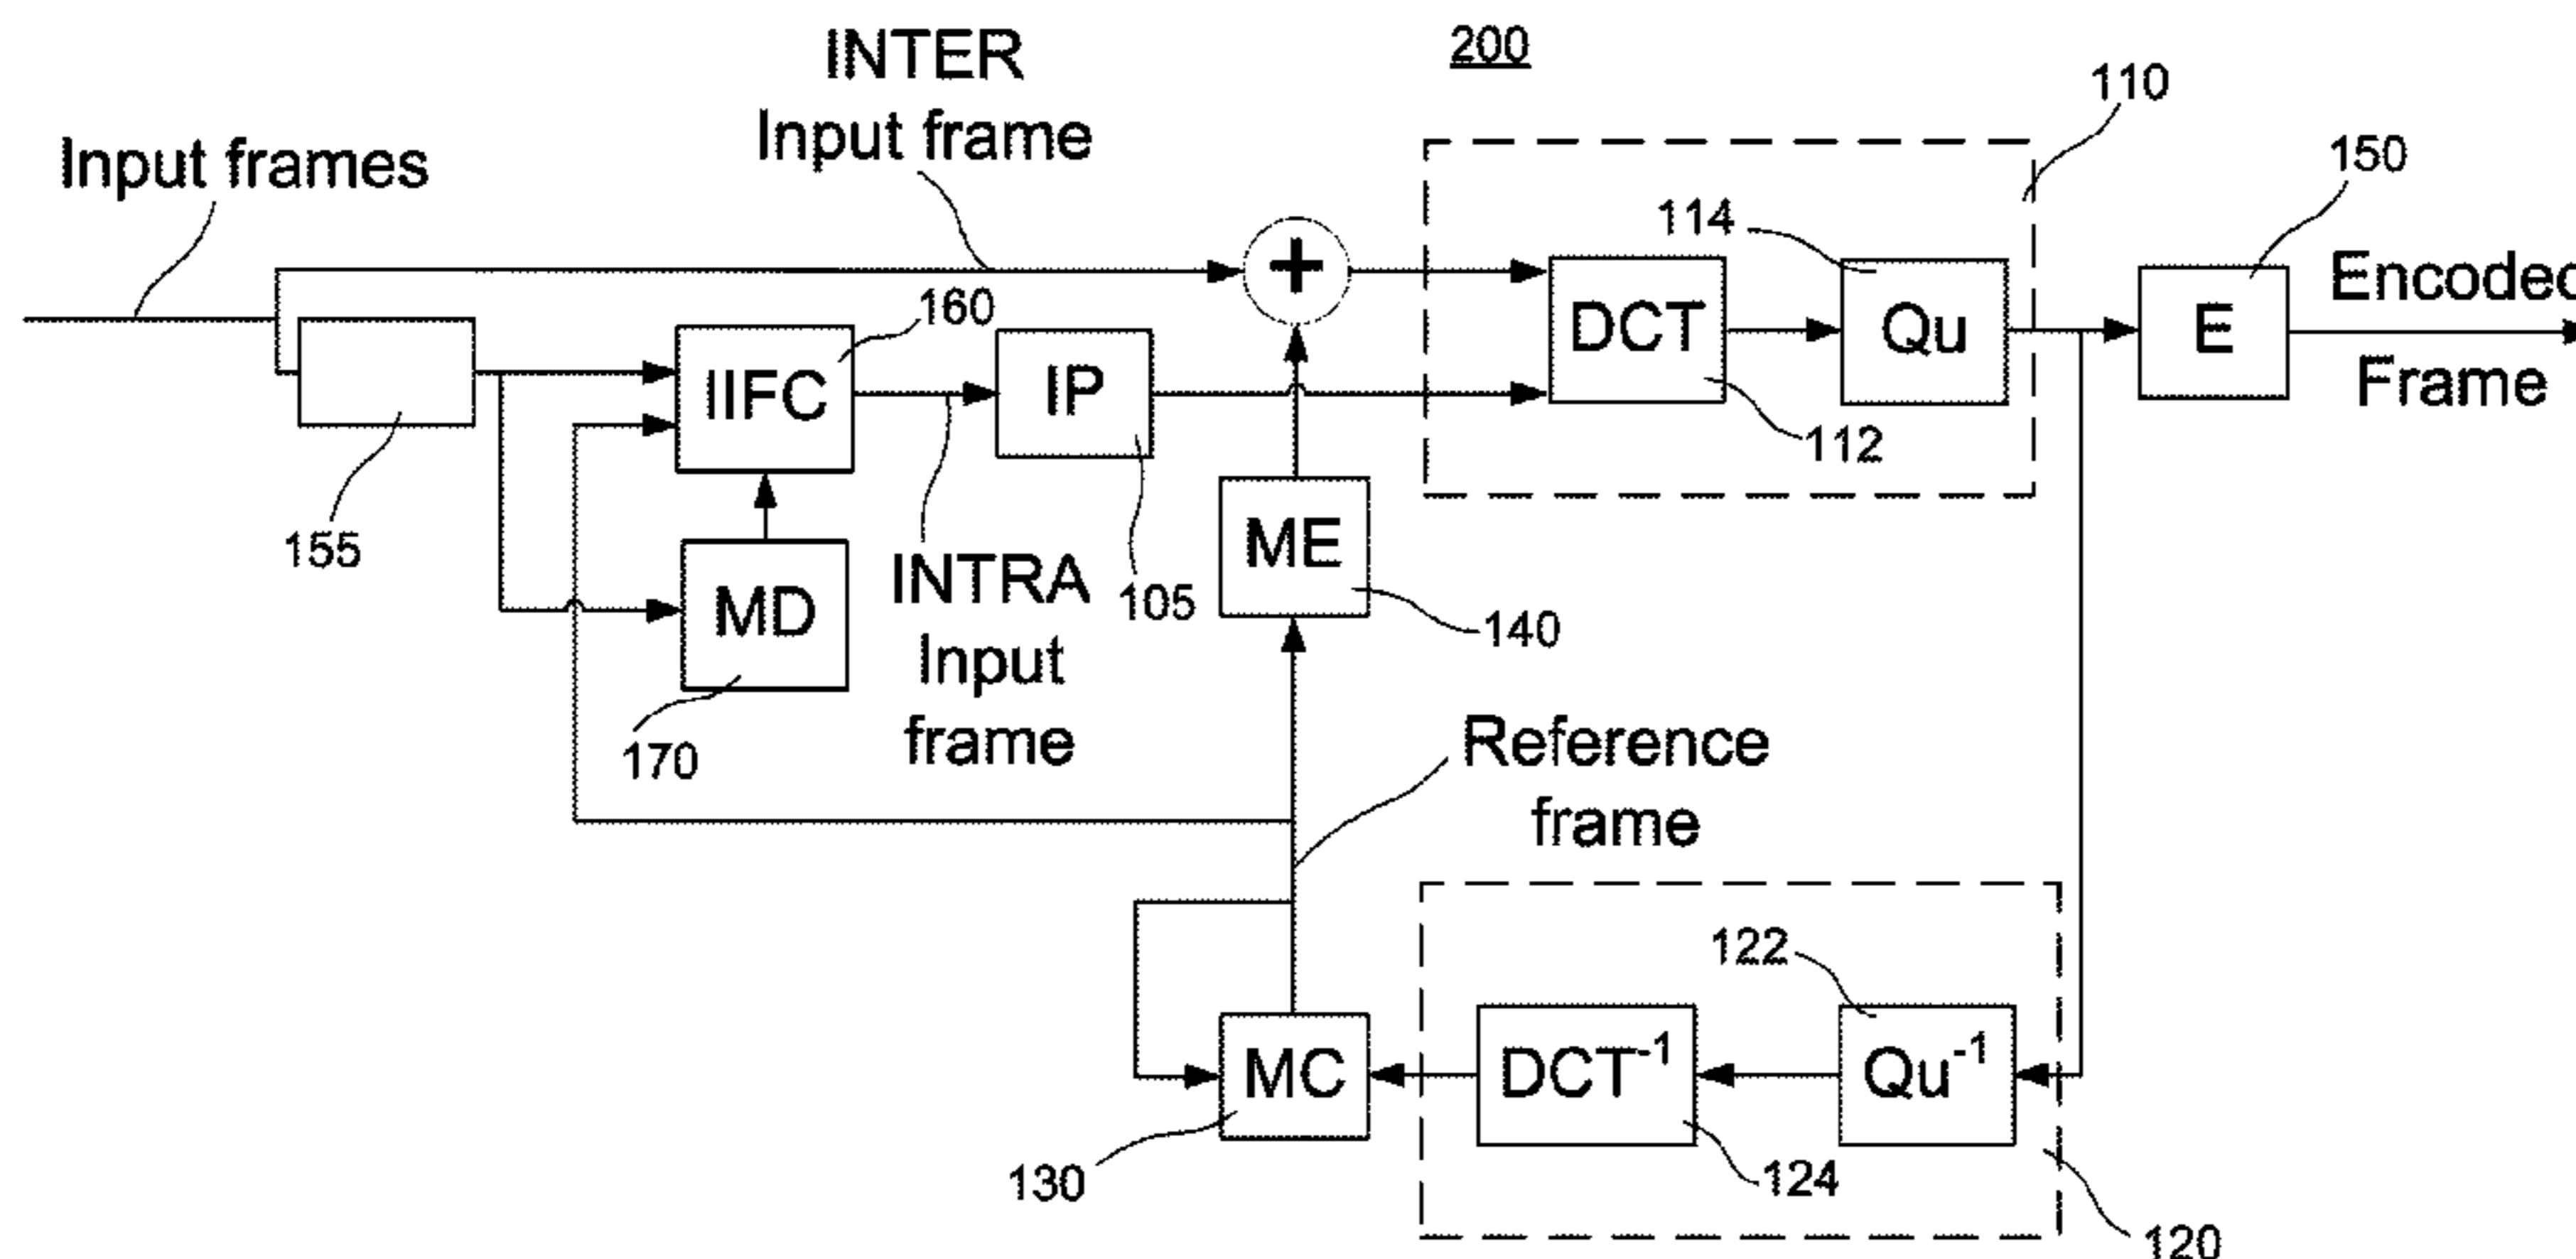 200
INTER
Input frame
Input frames
110
150
114
160
DCT
Qu
E
Encoded
Frame
IIFC
IP
112
155
ME
MD
INTRA
Input
frame
105
140
170
Reference
frame
122
MC
DCT-1
Qu-1
130
124
120